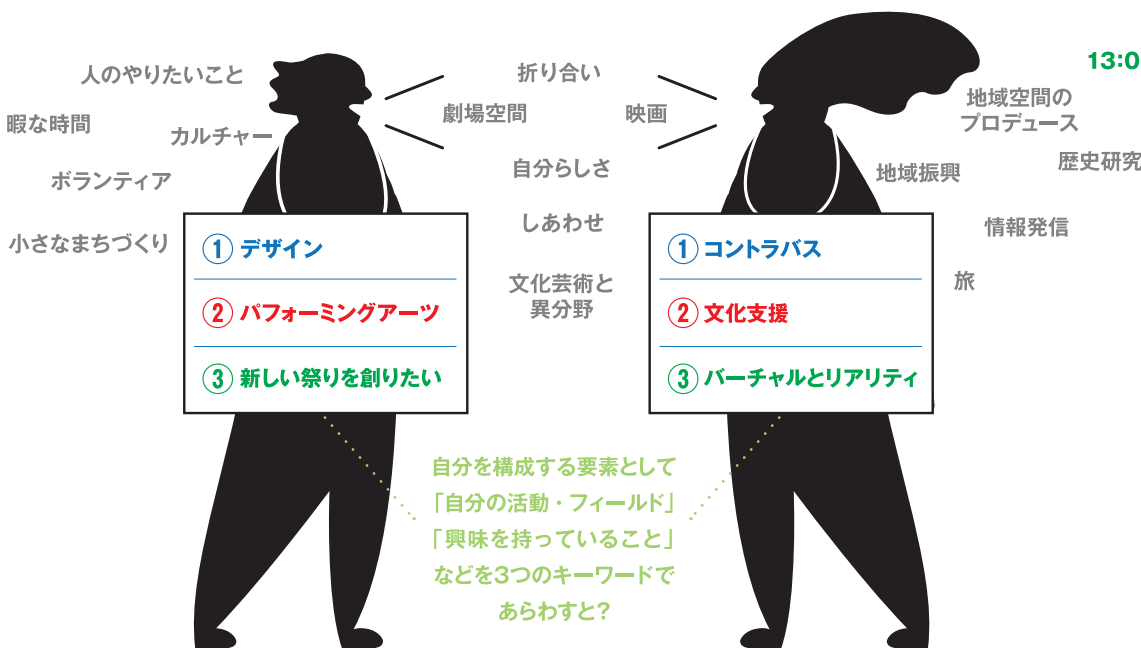 人のやりたいこと
暇な時間
カルチャー
ボランティア
小さなまちづくり
折り合い
劇場空間
映画
自分らしさ
しあわせ
文化芸術と
異分野
13:0
地域空間の
プロデュース
歴史研究
地域振興
情報発信
旅
① デザイン
② パフォーミングアーツ
③ 新しい祭りを創りたい
① コントラバス
② 文化支援
③ バーチャルとリアリティ
自分を構成する要素として
「自分の活動・フィールド」
「興味を持っていること」
などを3つのキーワードで
あらわすと?